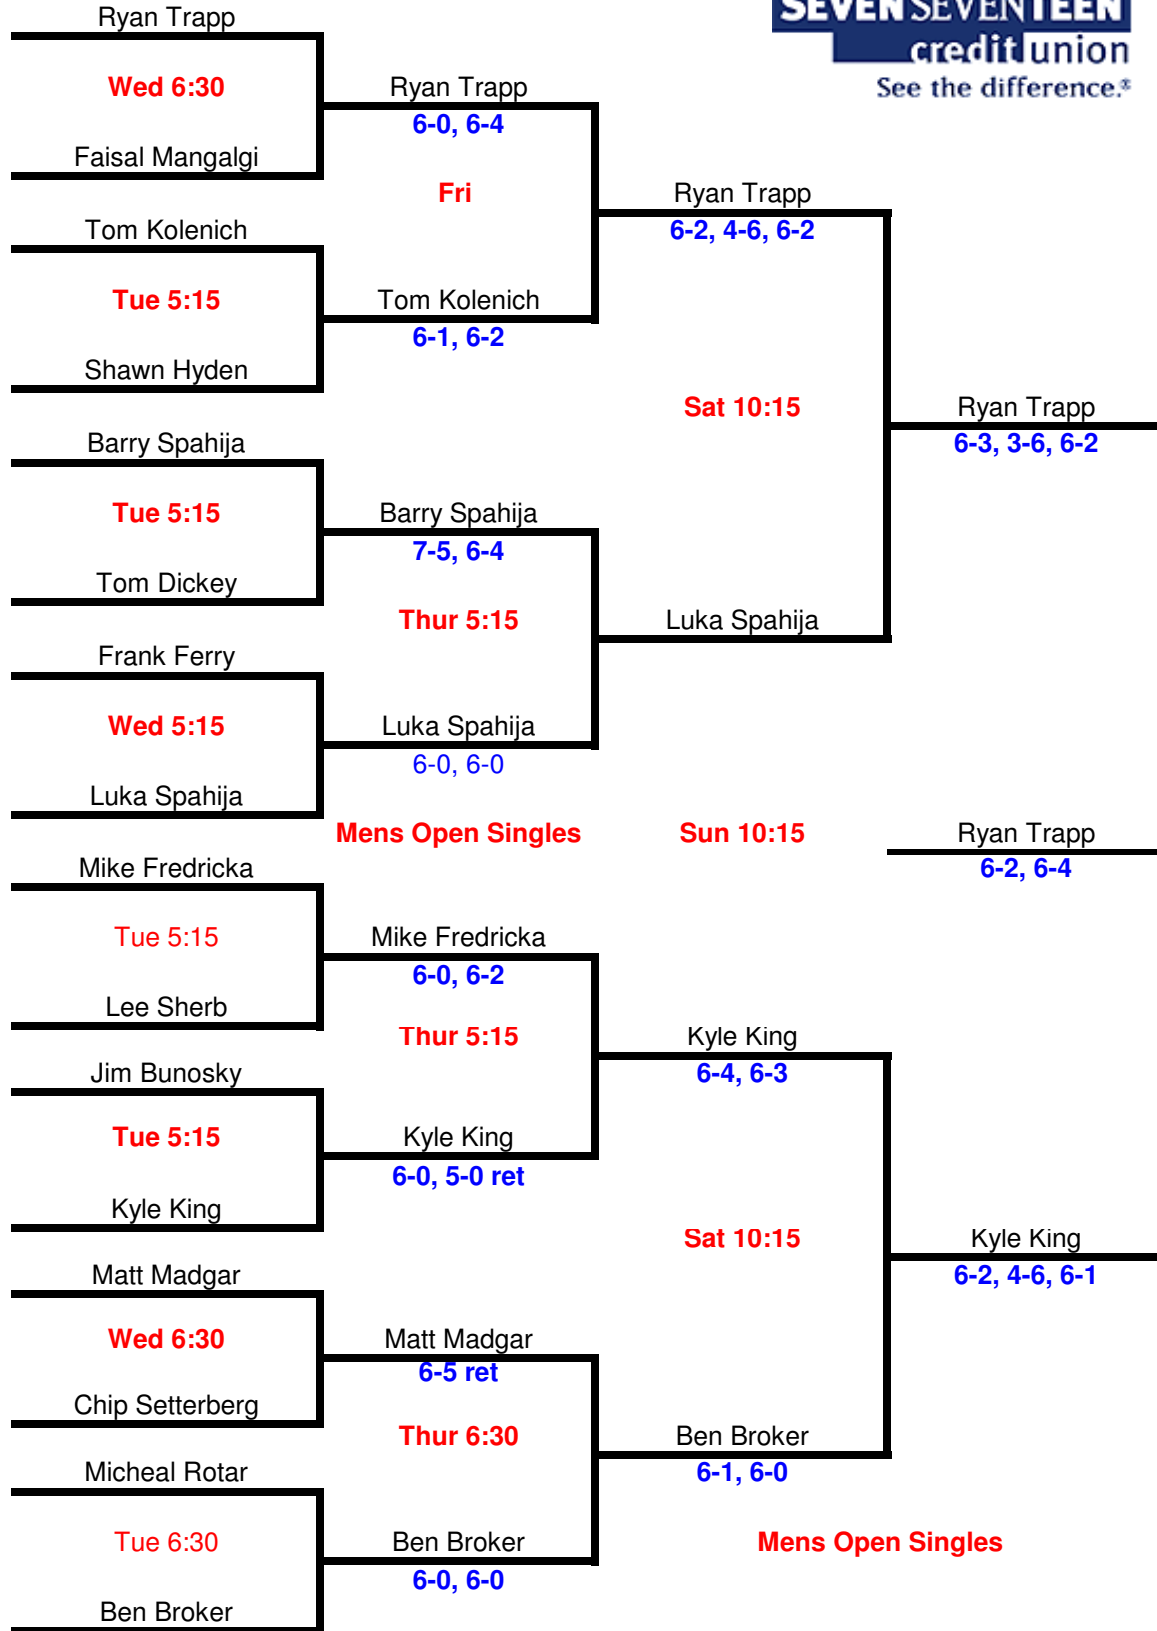 SEVEN SEVENTEEN
credit union
See the difference.®
Ryan Trapp
Wed 6:30
Ryan Trapp
6-0, 6-4
Faisal Mangalgi
Fri
Ryan Trapp
6-2, 4-6, 6-2
Tom Kolenich
Tue 5:15
Tom Kolenich
6-1, 6-2
Shawn Hyden
Sat 10:15
Ryan Trapp
6-3, 3-6, 6-2
Barry Spahija
Tue 5:15
Barry Spahija
7-5, 6-4
Tom Dickey
Thur 5:15
Luka Spahija
Frank Ferry
Wed 5:15
Luka Spahija
6-0, 6-0
Luka Spahija
Mens Open Singles
Sun 10:15
Ryan Trapp
6-2, 6-4
Mike Fredricka
Tue 5:15
Mike Fredricka
6-0, 6-2
Lee Sherb
Thur 5:15
Kyle King
6-4, 6-3
Jim Bunosky
Tue 5:15
Kyle King
6-0, 5-0 ret
Kyle King
Sat 10:15
Kyle King
6-2, 4-6, 6-1
Matt Madgar
Wed 6:30
Matt Madgar
6-5 ret
Chip Setterberg
Thur 6:30
Ben Broker
6-1, 6-0
Micheal Rotar
Tue 6:30
Ben Broker
6-0, 6-0
Mens Open Singles
Ben Broker